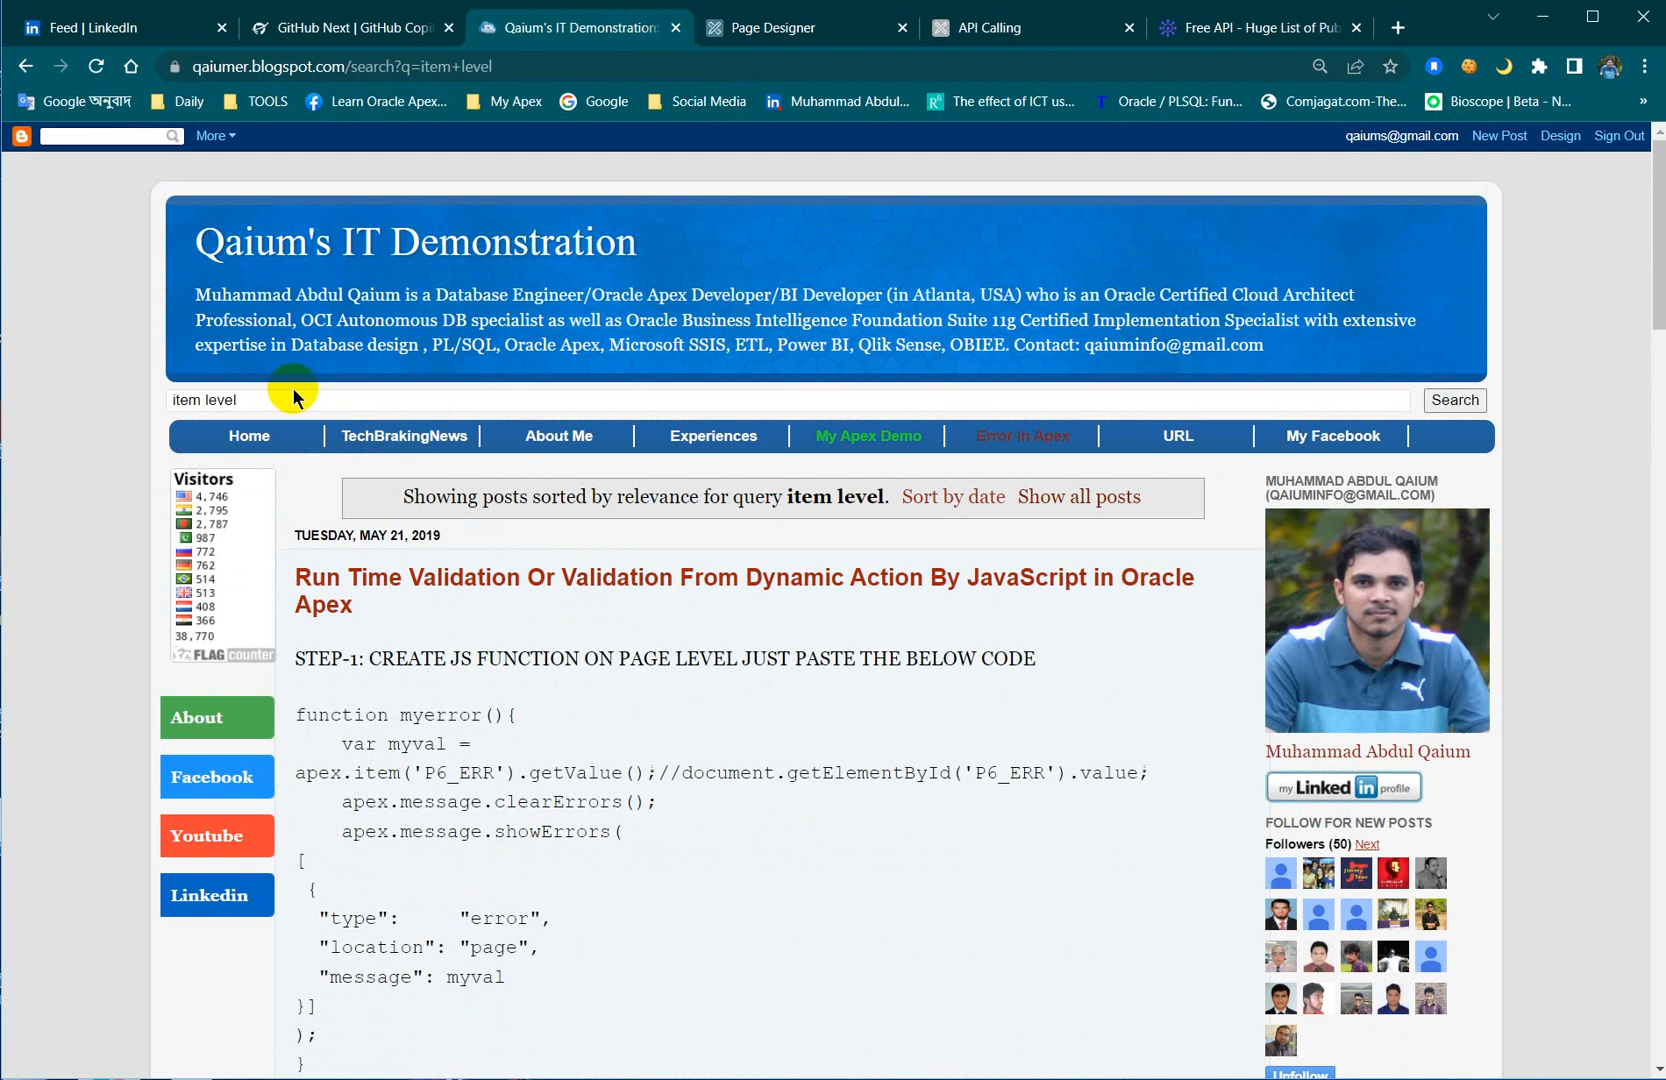 Feed | LinkedIn
GitHub Next | GitHub Copi
Qaium's IT Demonstration:
Page Designer
API Calling
Free API - Huge List of Pub
qaiumer.blogspot.com/search?q=item+level
Google অনুবাদ
Daily
TOOLS
Learn Oracle Apex...
My Apex
Google
Social Media
Muhammad Abdul...
The effect of ICT us...
Oracle / PLSQL: Fun...
Comjagat.com-The...
Bioscope | Beta - N...
»
More
qaiums@gmail.com
New Post
Design
Sign Out
Qaium's IT Demonstration
Muhammad Abdul Qaium is a Database Engineer/Oracle Apex Developer/BI Developer (in Atlanta, USA) who is an Oracle Certified Cloud Architect
Professional, OCI Autonomous DB specialist as well as Oracle Business Intelligence Foundation Suite 11g Certified Implementation Specialist with extensive
expertise in Database design , PL/SQL, Oracle Apex, Microsoft SSIS, ETL, Power BI, Qlik Sense, OBIEE. Contact: qaiuminfo@gmail.com
item level
Search
Home
TechBrakingNews
About Me
Experiences
My Apex Demo
Error In Apex
URL
My Facebook
Visitors
4,746
2,795
2,787
987
772
762
514
513
408
366
38,770
FLAG counter
About
Facebook
Youtube
Linkedin
Showing posts sorted by relevance for query item level. Sort by date Show all posts
TUESDAY, MAY 21, 2019
Run Time Validation Or Validation From Dynamic Action By JavaScript in Oracle
Apex
STEP-1: CREATE JS FUNCTION ON PAGE LEVEL JUST PASTE THE BELOW CODE
function myerror(){
var myval =
apex.item('P6_ERR').getValue();//document.getElementById('P6_ERR').value;
apex.message.clearErrors();
apex.message.showErrors(
[
{
"type": "error",
"location": "page",
"message": myval
}]
);
}
MUHAMMAD ABDUL QAIUM
(QAIUMINFO@GMAIL.COM)
Muhammad Abdul Qaium
my Linked in profile
FOLLOW FOR NEW POSTS
Followers (50) Next
Unfollow